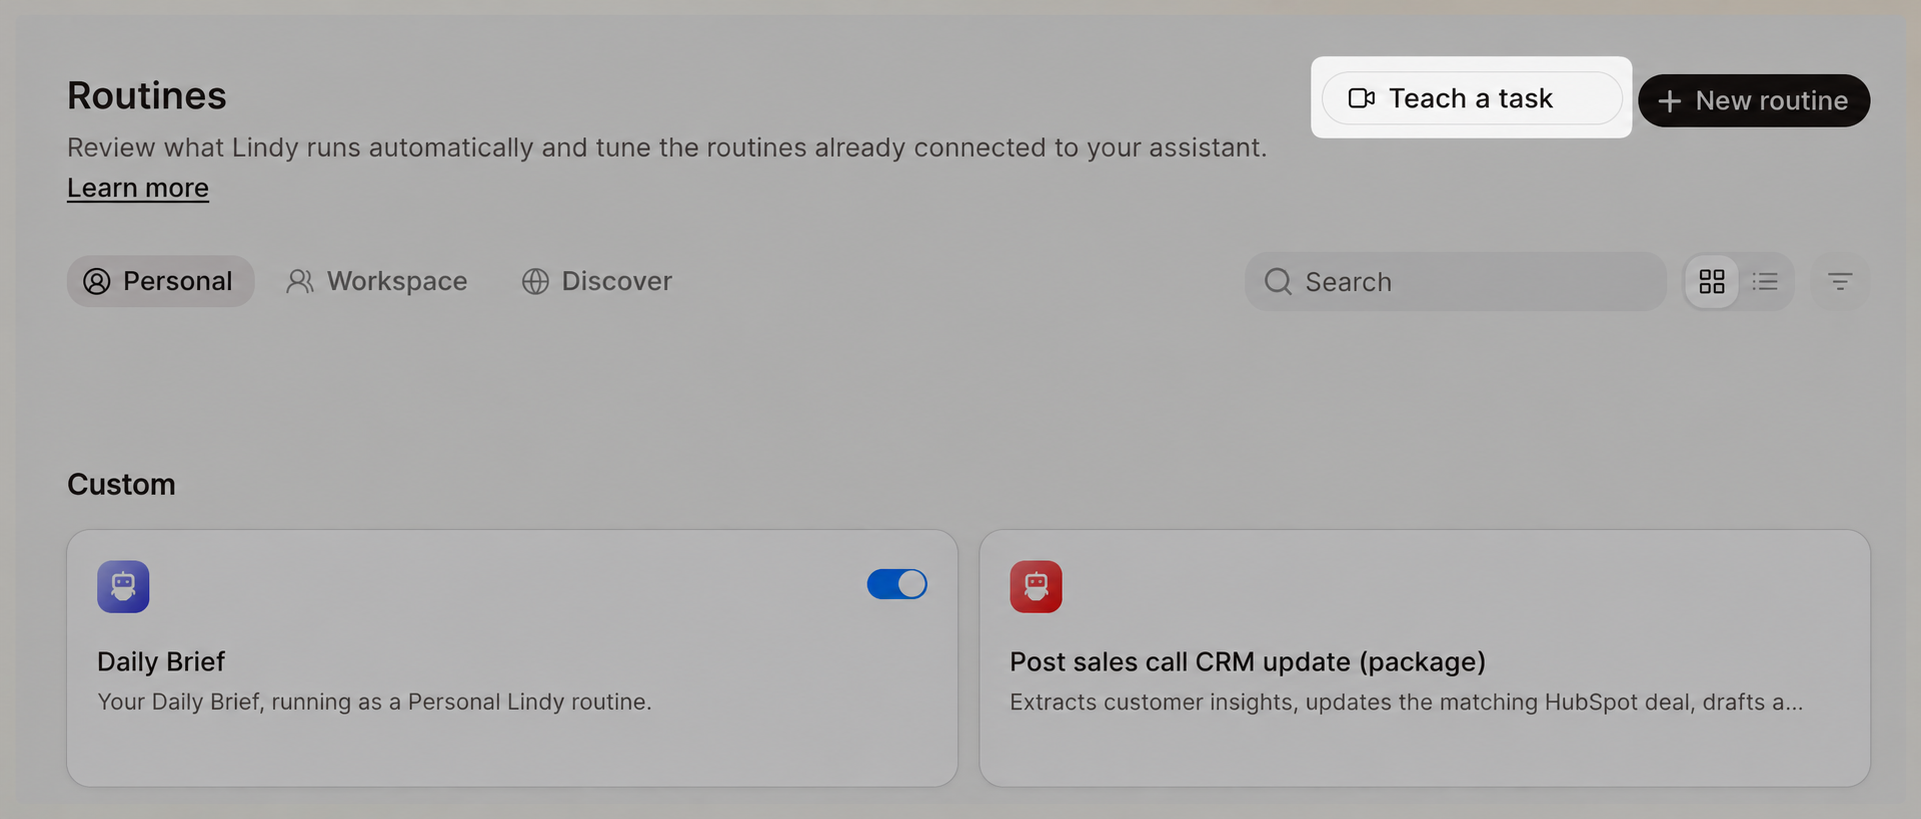 Routines
Teach a task
New routine
Review what Lindy runs automatically and tune the routines already connected to your assistant.
Learn more
Personal
Workspace
Discover
Search
Custom
Daily Brief
Your Daily Brief, running as a Personal Lindy routine.
Post sales call CRM update (package)
Extracts customer insights, updates the matching HubSpot deal, drafts a...